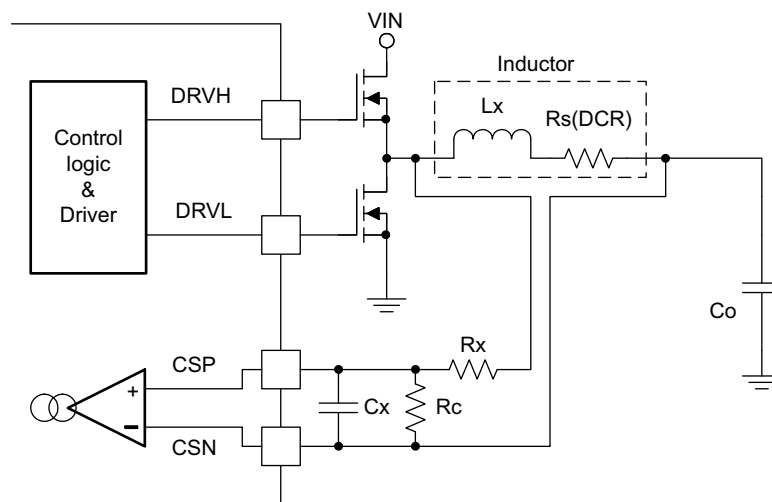 VIN
Inductor
DRVH
Lx
Rs(DCR)
Control
logic
&
Driver
DRVL
Co
CSP
Rx
+
Cx
Rc
-
CSN